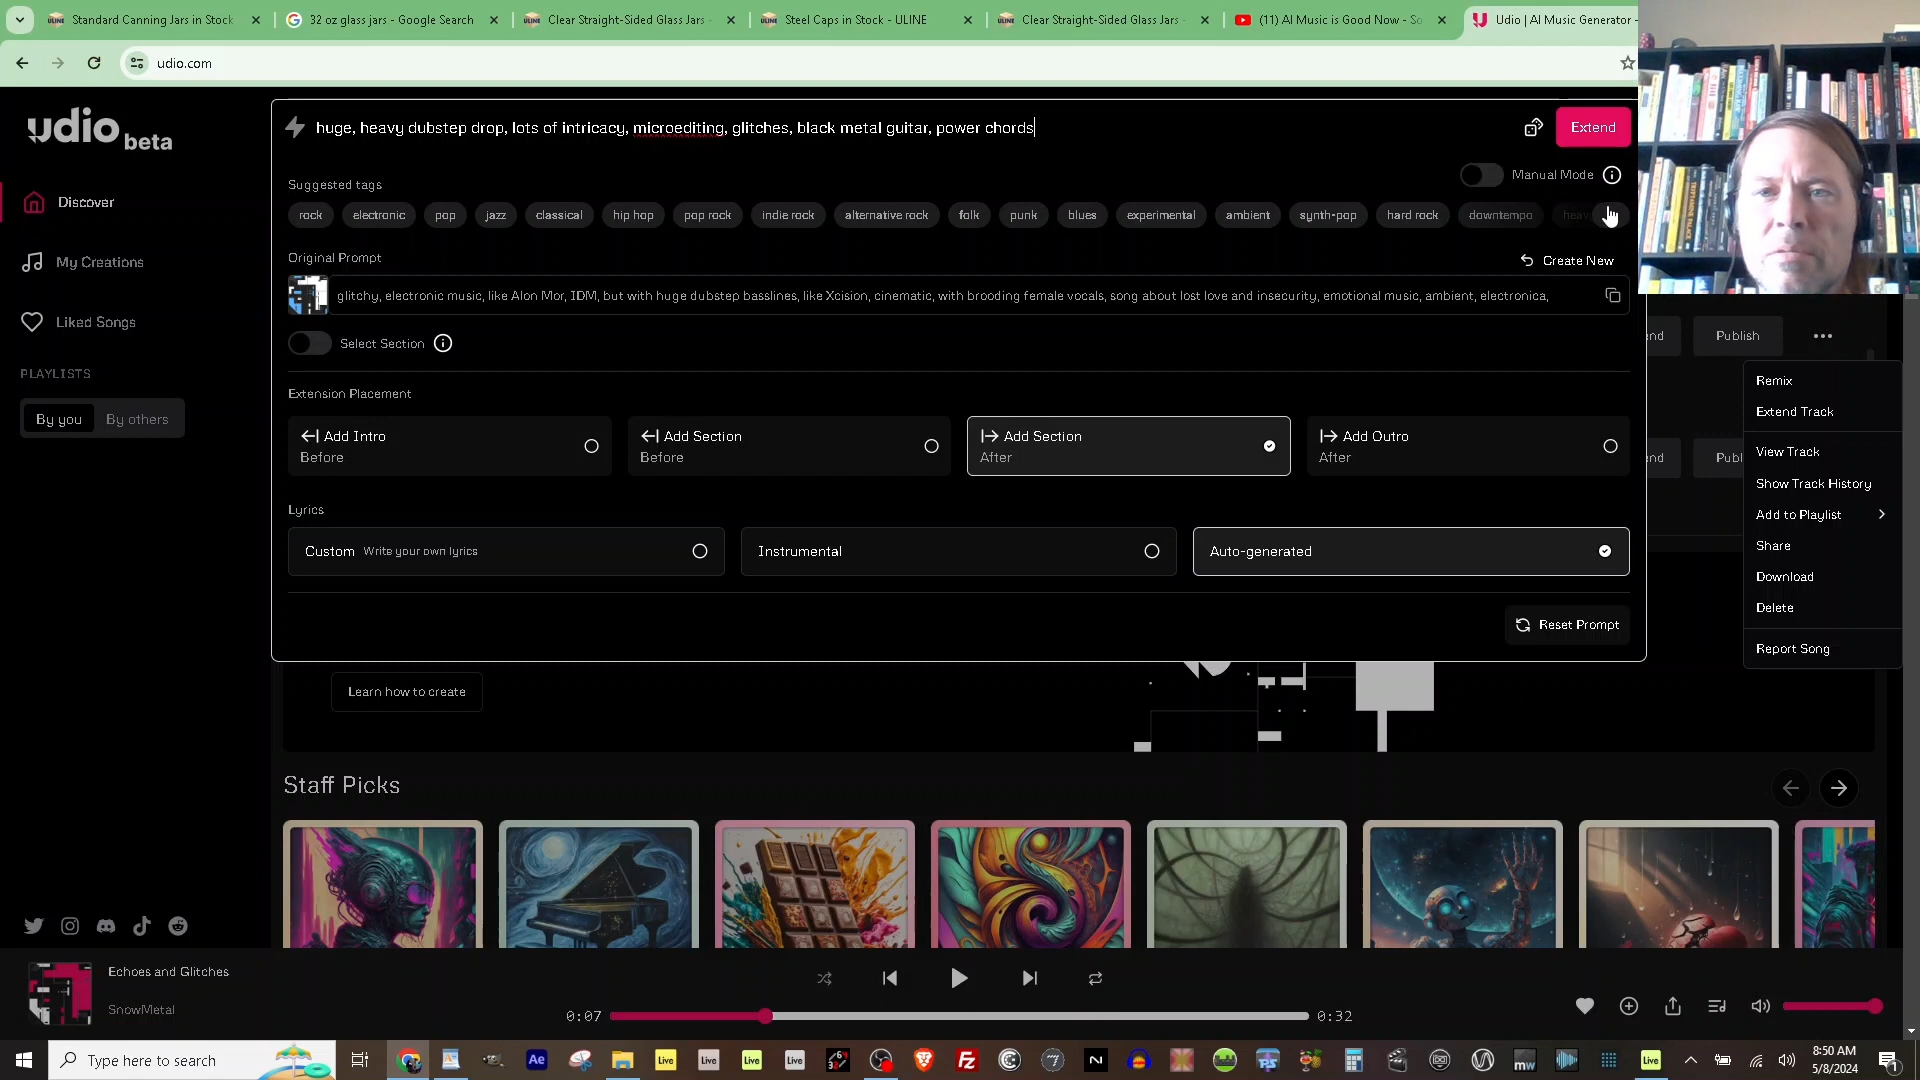 Standard Canning Jars in Stock
32 oz glass jars - Google Search
Clear Straight-Sided Glass Jars -
Steel Caps in Stock - ULINE
Clear Straight-Sided Glass Jars -
(11) AI Music is Good Now - So
Udio | AI Music Generator -
udio.com
udio beta
Discover
My Creations
Liked Songs
PLAYLISTS
By you
By others
huge, heavy dubstep drop, lots of intricacy, microediting, glitches, black metal guitar, power chords
Extend
Manual Mode
Suggested tags
rock
electronic
pop
jazz
classical
hip hop
pop rock
indie rock
alternative rock
folk
punk
blues
experimental
ambient
synth-pop
hard rock
downtempo
heav
Original Prompt
Create New
glitchy, electronic music, like Alon Mor, IDM, but with huge dubstep basslines, like Xcision, cinematic, with brooding female vocals, song about lost love and insecurity, emotional music, ambient, electronica,
Select Section
Extension Placement
Add Intro
Before
Add Section
Before
Add Section
After
Add Outro
After
Lyrics
Custom Write your own lyrics
Instrumental
Auto-generated
Reset Prompt
nd
Publish
nd
Publ
Remix
Extend Track
View Track
Show Track History
Add to Playlist
Share
Download
Delete
Report Song
Learn how to create
Staff Picks
Echoes and Glitches
SnowMetal
0:07
0:32
Type here to search
8:50 AM
5/8/2024